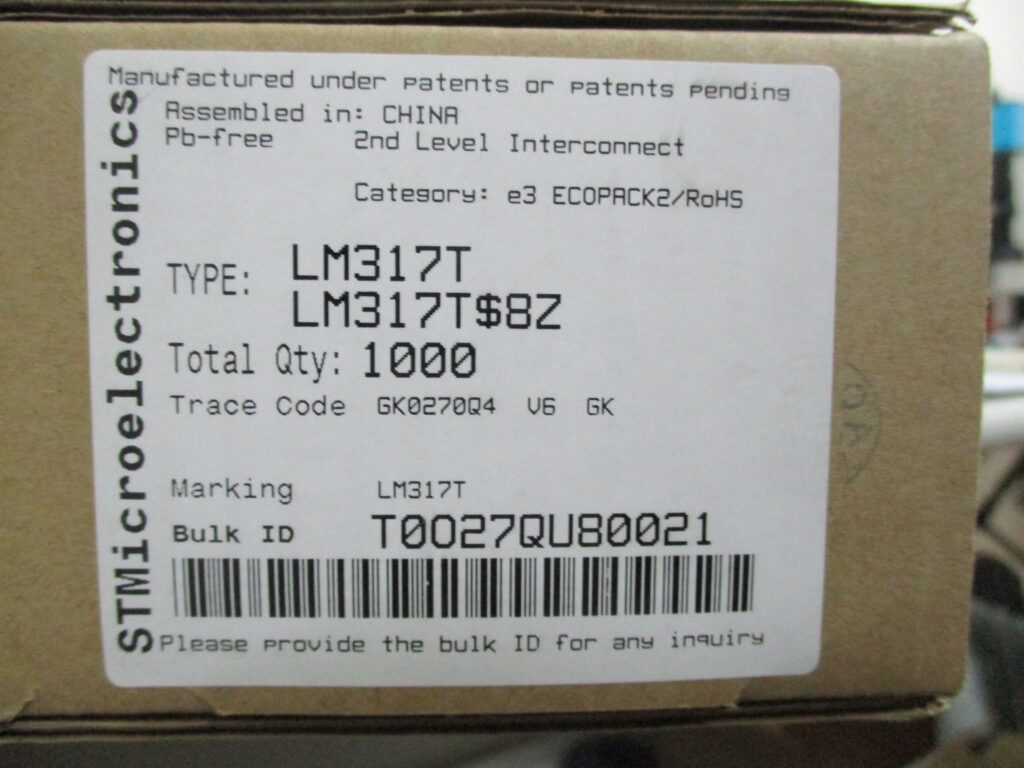 Manufactured under patents or patents pending
Assembled in: CHINA
Pb-free 2nd Level Interconnect
Category: e3 ECOPACK2/RoHS
TYPE: LM317T
LM317T$8Z
Total Qty: 1000
Trace Code GK0270Q4 V6 GK
Marking LM317T
Bulk ID T0O27QU80021
Please provide the bulk ID for any inquiry
STMicroelectronics